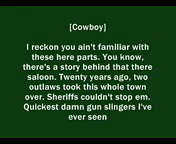 [Cowboy]
I reckon you ain't familiar with
these here parts. You know,
there's a story behind that there
saloon. Twenty years ago, two
outlaws took this whole town
over. Sheriffs couldn't stop em.
Quickest damn gun slingers I've
ever seen